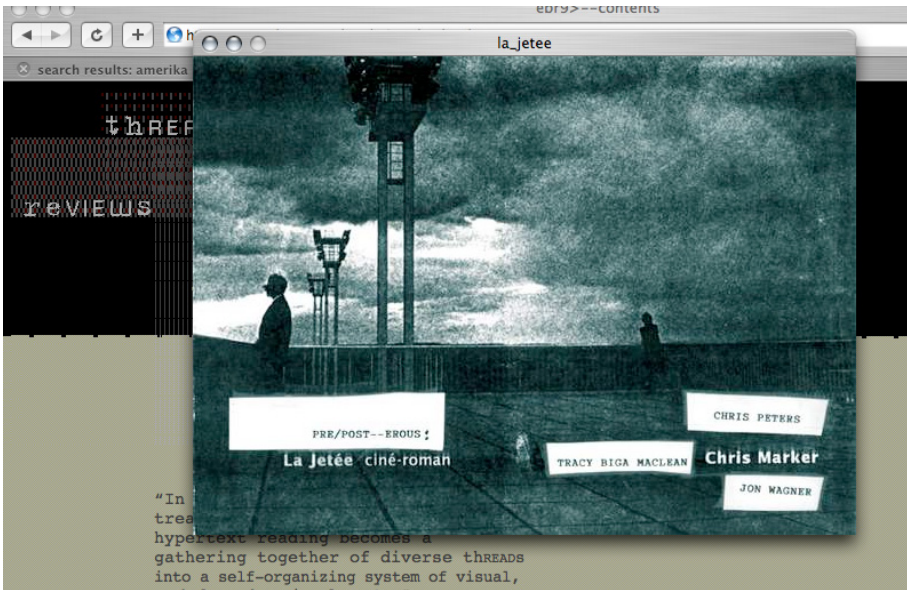 ebr9>--contents
la_jetee
search results: amerika
thREA
reVIEWS
PRE/POST--EROUS:
La Jetée ciné-roman
CHRIS PETERS
TRACY BIGA MACLEAN
Chris Marker
JON WAGNER
"In
trea
hypertext reading becomes a
gathering together of diverse thREADS
into a self-organizing system of visual,